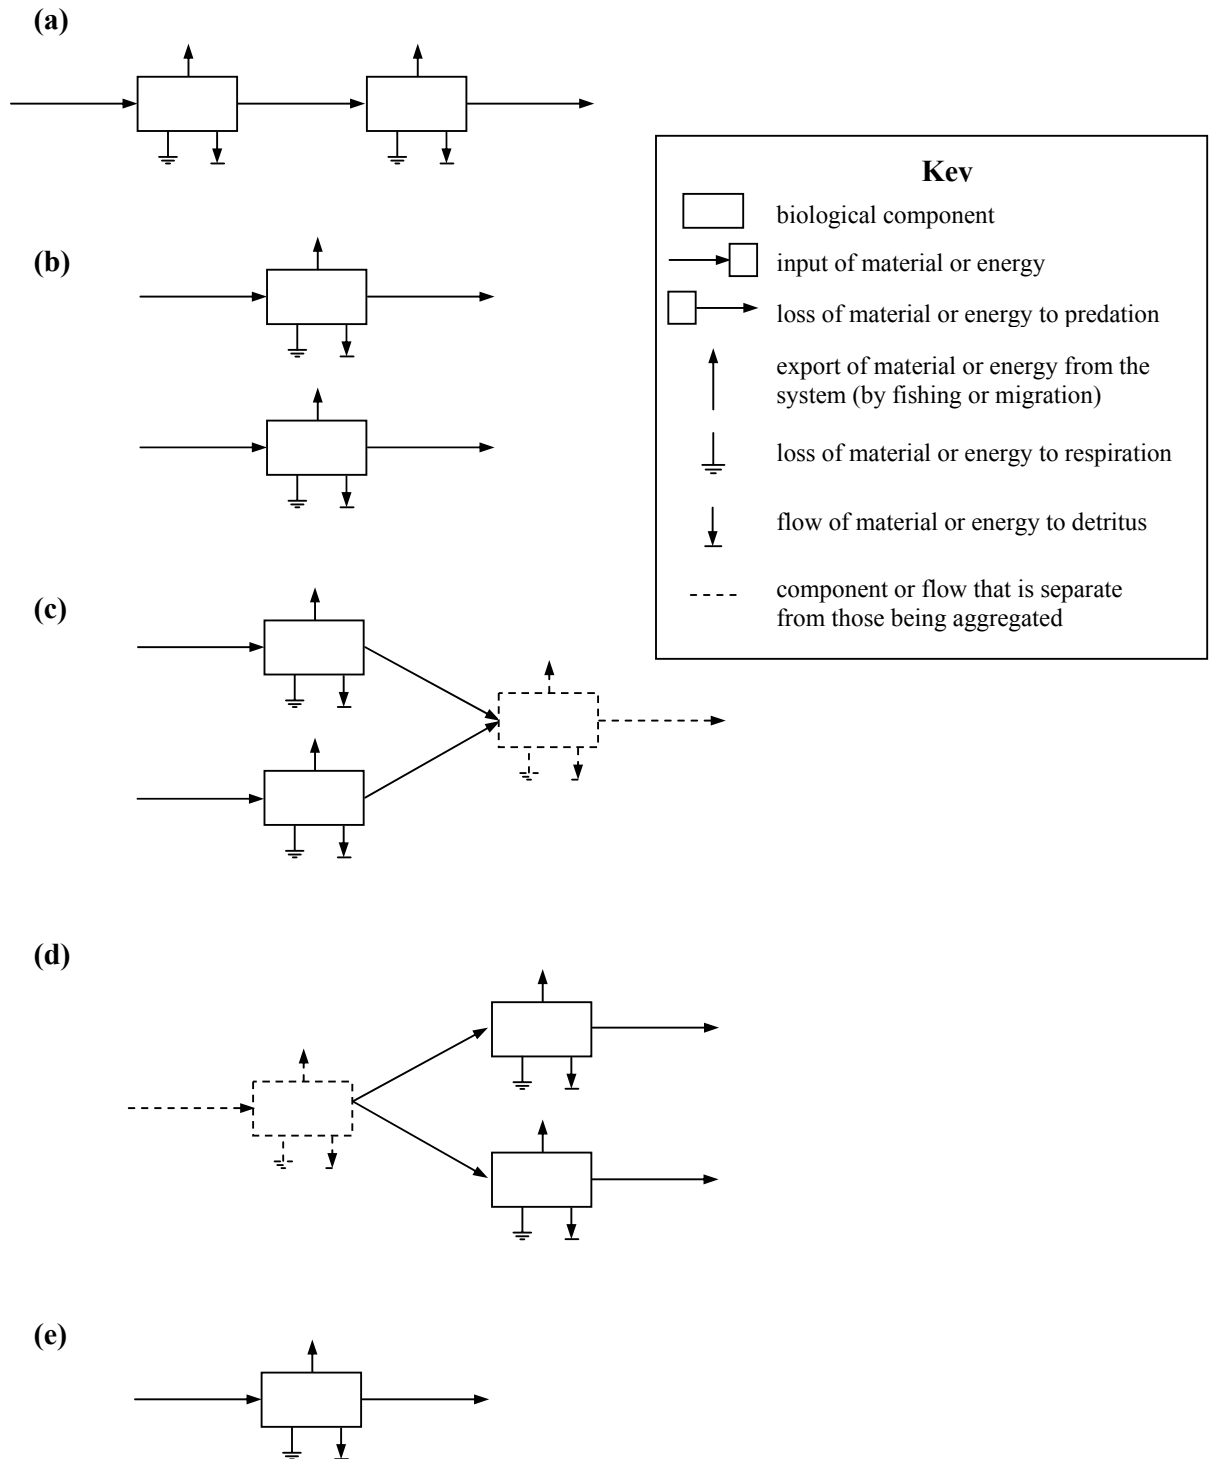 (a)
Kev
biological component
(b)
input of material or energy
loss of material or energy to predation
export of material or energy from the
system (by fishing or migration)
loss of material or energy to respiration
flow of material or energy to detritus
(c)
component or flow that is separate
from those being aggregated
(d)
(e)